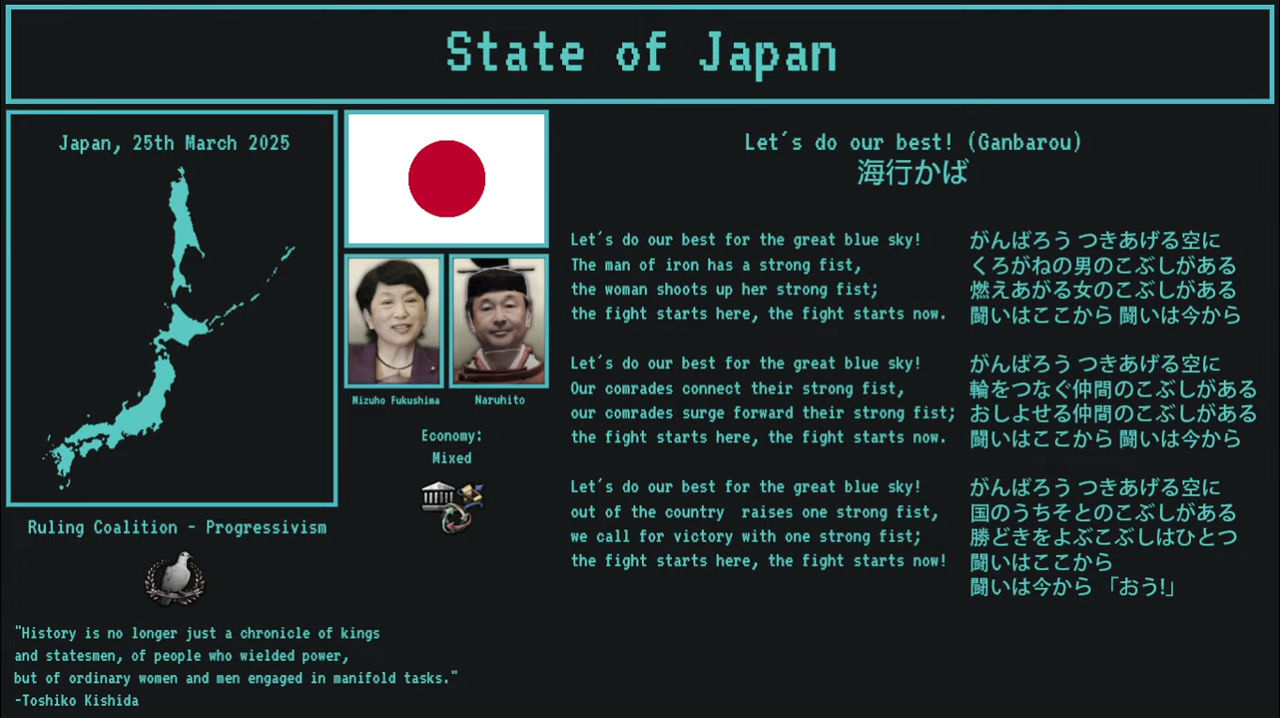 State of Japan
Japan, 25th March 2025
Mizuho Fukushima
Naruhito
Economy:
Mixed
Ruling Coalition - Progressivism
"History is no longer just a chronicle of kings
and statesmen, of people who wielded power,
but of ordinary women and men engaged in manifold tasks."
-Toshiko Kishida
Let´s do our best! (Ganbarou)
海行かば
Let´s do our best for the great blue sky!
The man of iron has a strong fist,
the woman shoots up her strong fist;
the fight starts here, the fight starts now.
Let´s do our best for the great blue sky!
Our comrades connect their strong fist,
our comrades surge forward their strong fist;
the fight starts here, the fight starts now.
Let´s do our best for the great blue sky!
out of the country  raises one strong fist,
we call for victory with one strong fist;
the fight starts here, the fight starts now!
がんばろう つきあげる空に
くろがねの男のこぶしがある
燃えあがる女のこぶしがある
闘いはここから 闘いは今から
がんばろう つきあげる空に
輪をつなぐ仲間のこぶしがある
おしよせる仲間のこぶしがある
闘いはここから 闘いは今から
がんばろう つきあげる空に
国のうちそとのこぶしがある
勝どきをよぶこぶしはひとつ
闘いはここから
闘いは今から 「おう!」